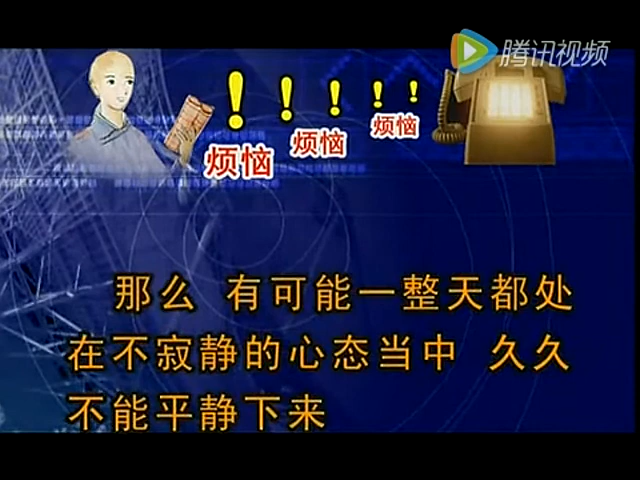 腾讯视频
! ! ! ! !
烦恼 烦恼 烦恼
那么 有可能一整天都处
在不寂静的心态当中 久久
不能平静下来